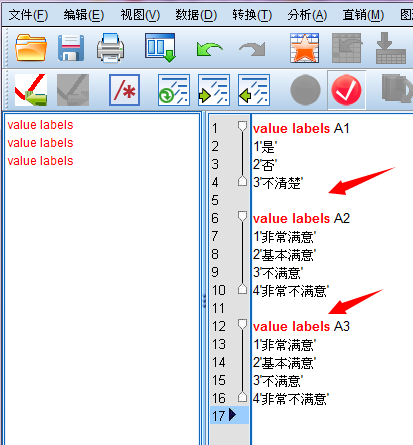 文件(F) 编辑(E) 视图(V) 数据(D) 转换(T) 分析(A) 直销(M)
/*
value labels
value labels
value labels
1 value labels A1
2 1'是'
3 2'否'
4 3'不清楚'
5
6 value labels A2
7 1'非常满意'
8 2'基本满意'
9 3'不满意'
10 4'非常不满意'
11
12 value labels A3
13 1'非常满意'
14 2'基本满意'
15 3'不满意'
16 4'非常不满意'
17